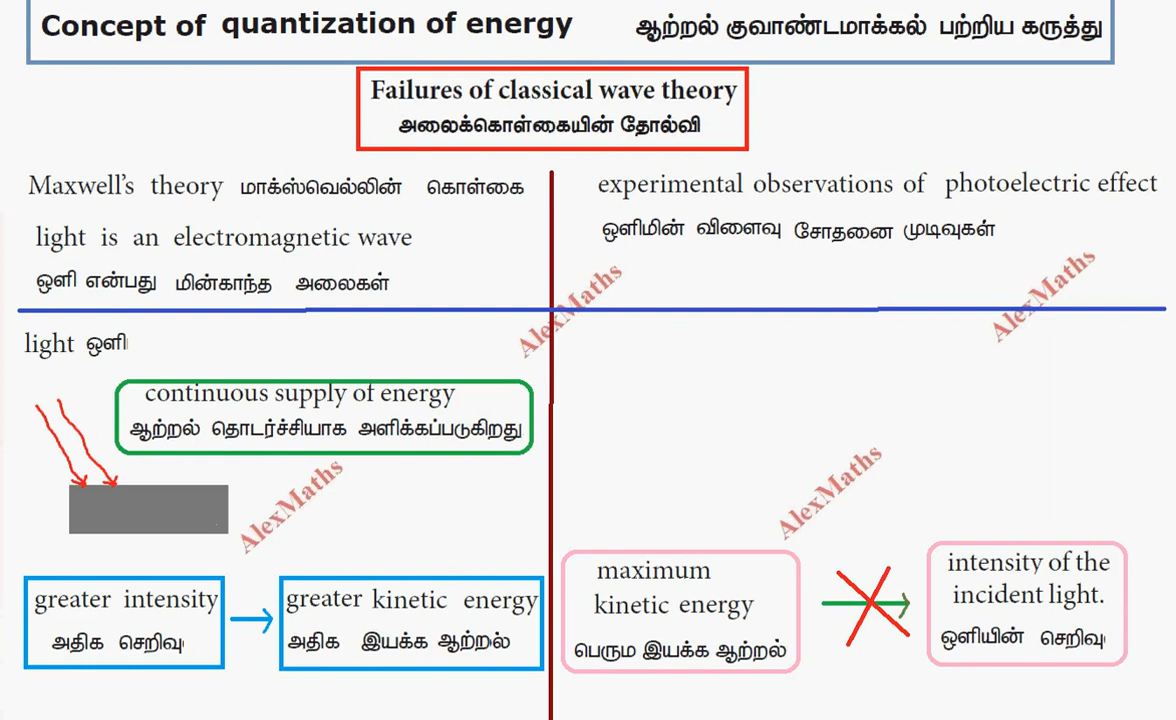 Concept of quantization of energy ஆற்றல் குவாண்டமாக்கல் பற்றிய கருத்து
Failures of classical wave theory
அலைக்கொள்கையின் தோல்வி
Maxwell's theory மாக்ஸ்வெல்லின் கொள்கை
light is an electromagnetic wave
ஒளி என்பது மின்காந்த அலைகள்
experimental observations of photoelectric effect
ஒளிமின் விளைவு சோதனை முடிவுகள்
AlexMaths
AlexMaths
light ஒளி
continuous supply of energy
ஆற்றல் தொடர்ச்சியாக அளிக்கப்படுகிறது
AlexMaths
AlexMaths
greater intensity
அதிக செறிவு
greater kinetic energy
அதிக இயக்க ஆற்றல்
maximum
kinetic energy
பெரும இயக்க ஆற்றல்
intensity of the
incident light.
ஒளியின் செறிவு